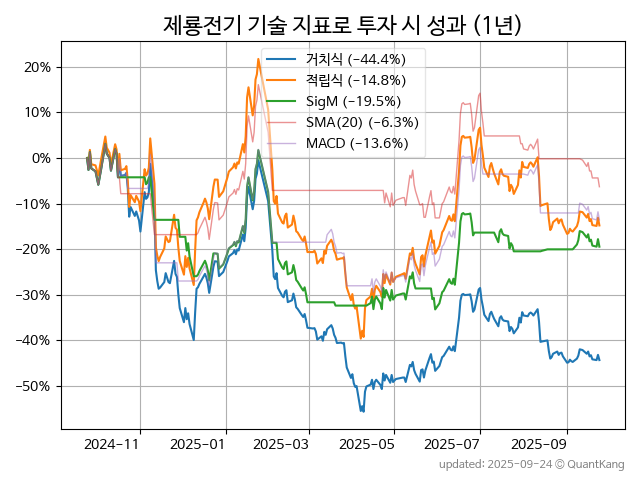 제룡전기 기술 지표로 투자 시 성과 (1년)
거치식 (−44.4%)
적립식 (−14.8%)
SigM (−19.5%)
SMA(20) (−6.3%)
MACD (−13.6%)
20%
10%
0%
−10%
−20%
−30%
−40%
−50%
2024-11
2025-01
2025-03
2025-05
2025-07
2025-09
updated: 2025-09-24 ⓒ QuantKang